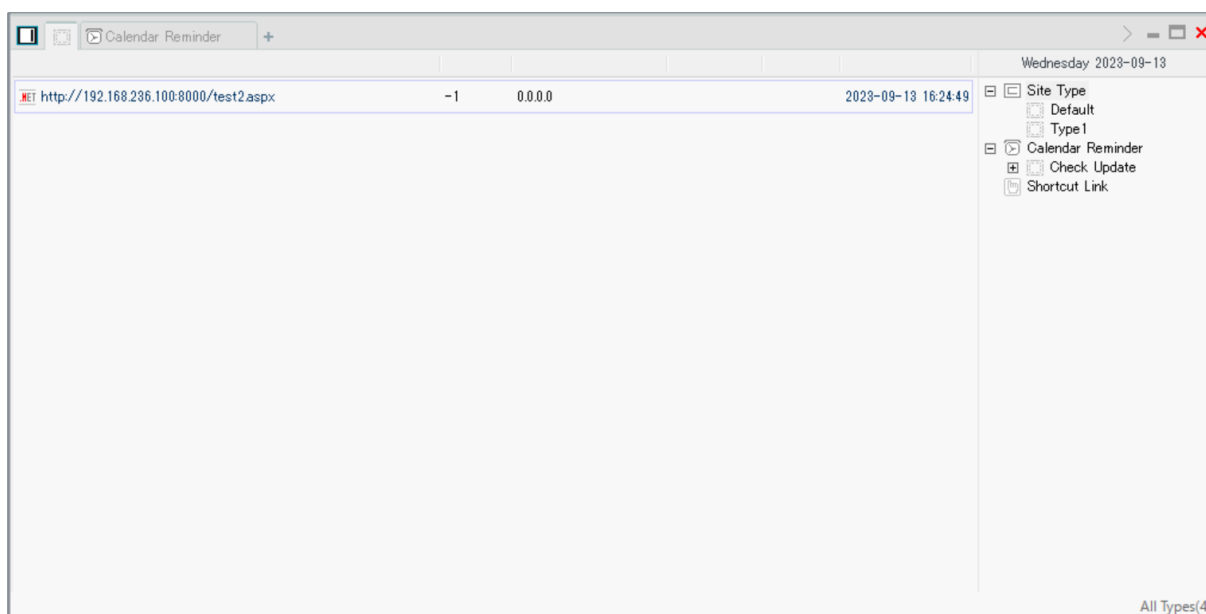 Calendar Reminder +
Wednesday 2023-09-13
.NET http://192.168.236.100:8000/test2.aspx -1 0.0.0.0 2023-09-13 16:24:49
Site Type
Default
Type1
Calendar Reminder
Check Update
Shortcut Link
All Types(4